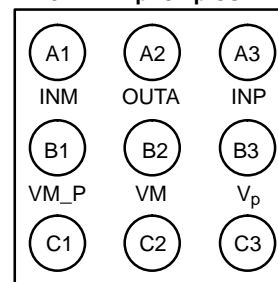 A1 A2 A3
INM OUTA INP
B1 B2 B3
VM_P VM Vp
C1 C2 C3